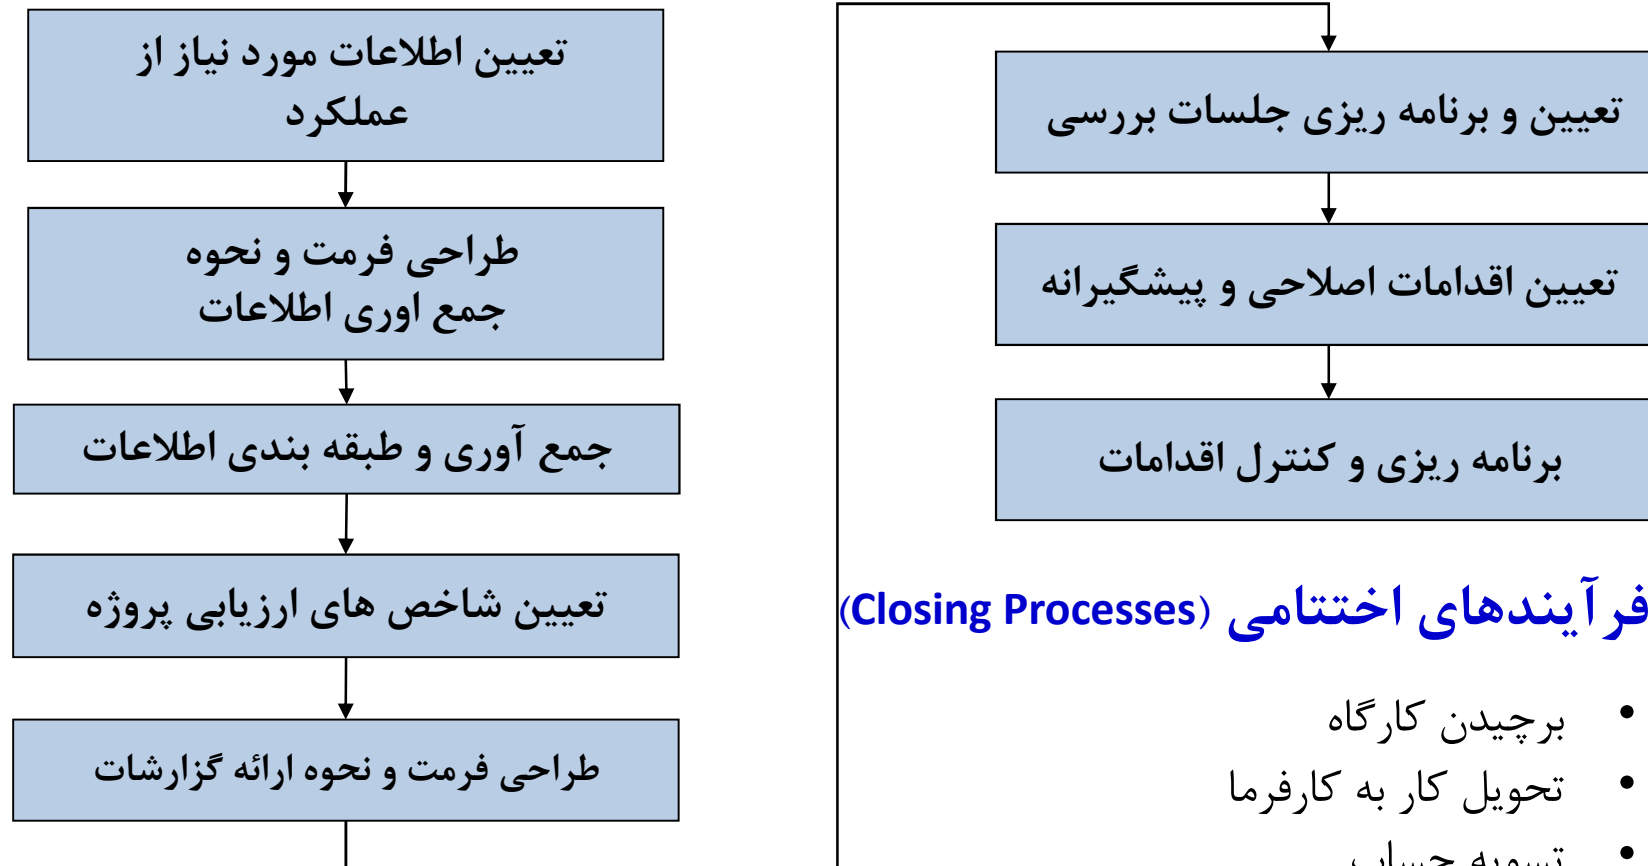 تعیین اطلاعات مورد نیاز از
عملکرد
طراحی فرمت و نحوه
جمع اوری اطلاعات
جمع آوری و طبقه بندی اطلاعات
تعیین شاخص های ارزیابی پروژه
طراحی فرمت و نحوه ارائه گزارشات
تعیین و برنامه ریزی جلسات بررسی
تعیین اقدامات اصلاحی و پیشگیرانه
برنامه ریزی و کنترل اقدامات
فرآیندهای اختتامی (Closing Processes)
• برچیدن کارگاه
• تحویل کار به کارفرما
• تسویه حساب